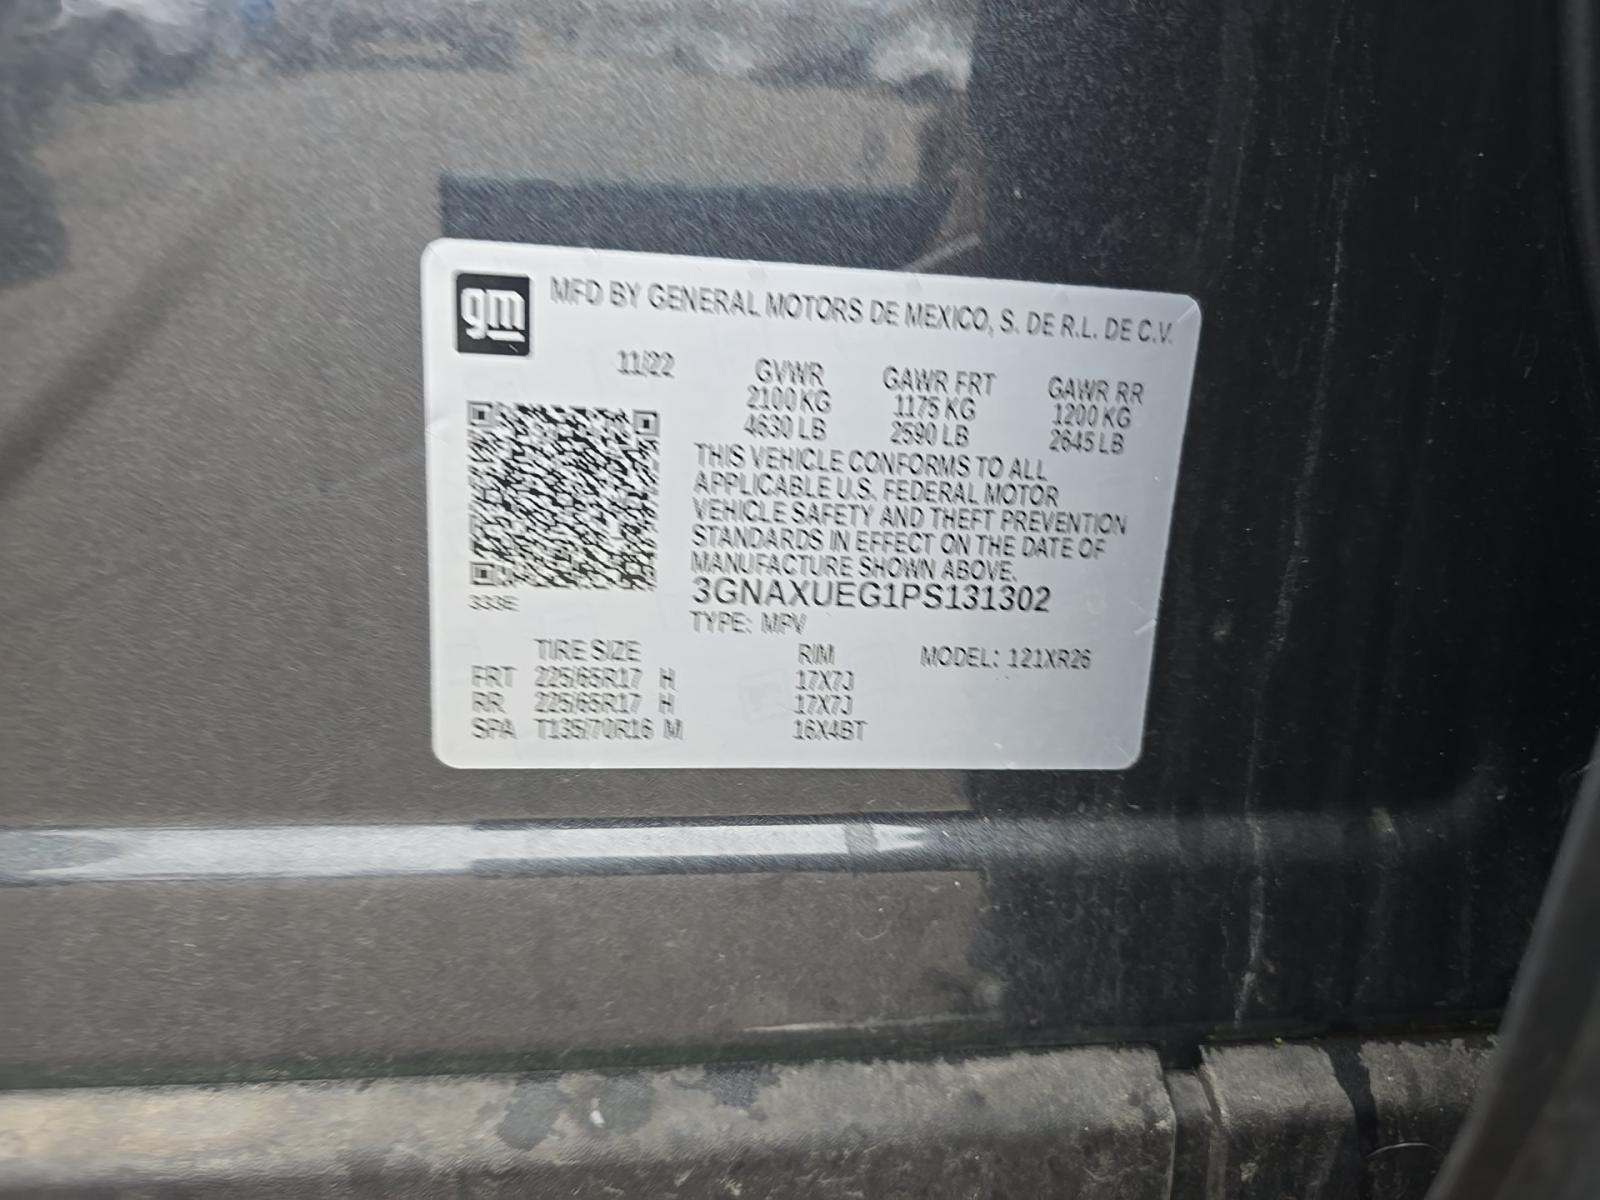 gm MFD BY GENERAL MOTORS DE MEXICO, S. DE R.L. DE C.V.
11/22 GVWR GAWR FRT GAWR RR
2100 KG 1175 KG 1200 KG
4630 LB 2590 LB 2645 LB
THIS VEHICLE CONFORMS TO ALL
APPLICABLE U.S. FEDERAL MOTOR
VEHICLE SAFETY AND THEFT PREVENTION
STANDARDS IN EFFECT ON THE DATE OF
MANUFACTURE SHOWN ABOVE.
3GNAXUEG1PS131302
333E
TYPE: MPV
TIRE SIZE RIM MODEL: 121XR26
FRT 225/65R17 H 17X7J
RR 225/65R17 H 17X7J
SPA T135/70R16 M 16X4BT